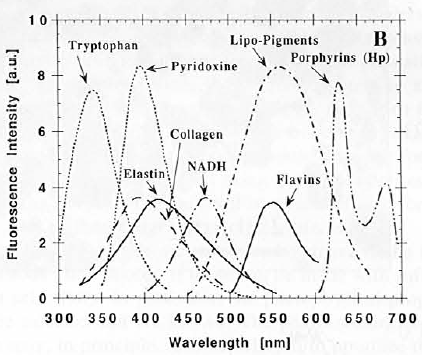 Fluorescence Intensity [a.u.]
10
8
6
4
2
0
Tryptophan
Pyridoxine
Lipo-Pigments
B
Porphyrins (Hp)
Collagen
Elastin
NADH
Flavins
300 350 400 450 500 550 600 650 700
Wavelength [nm]